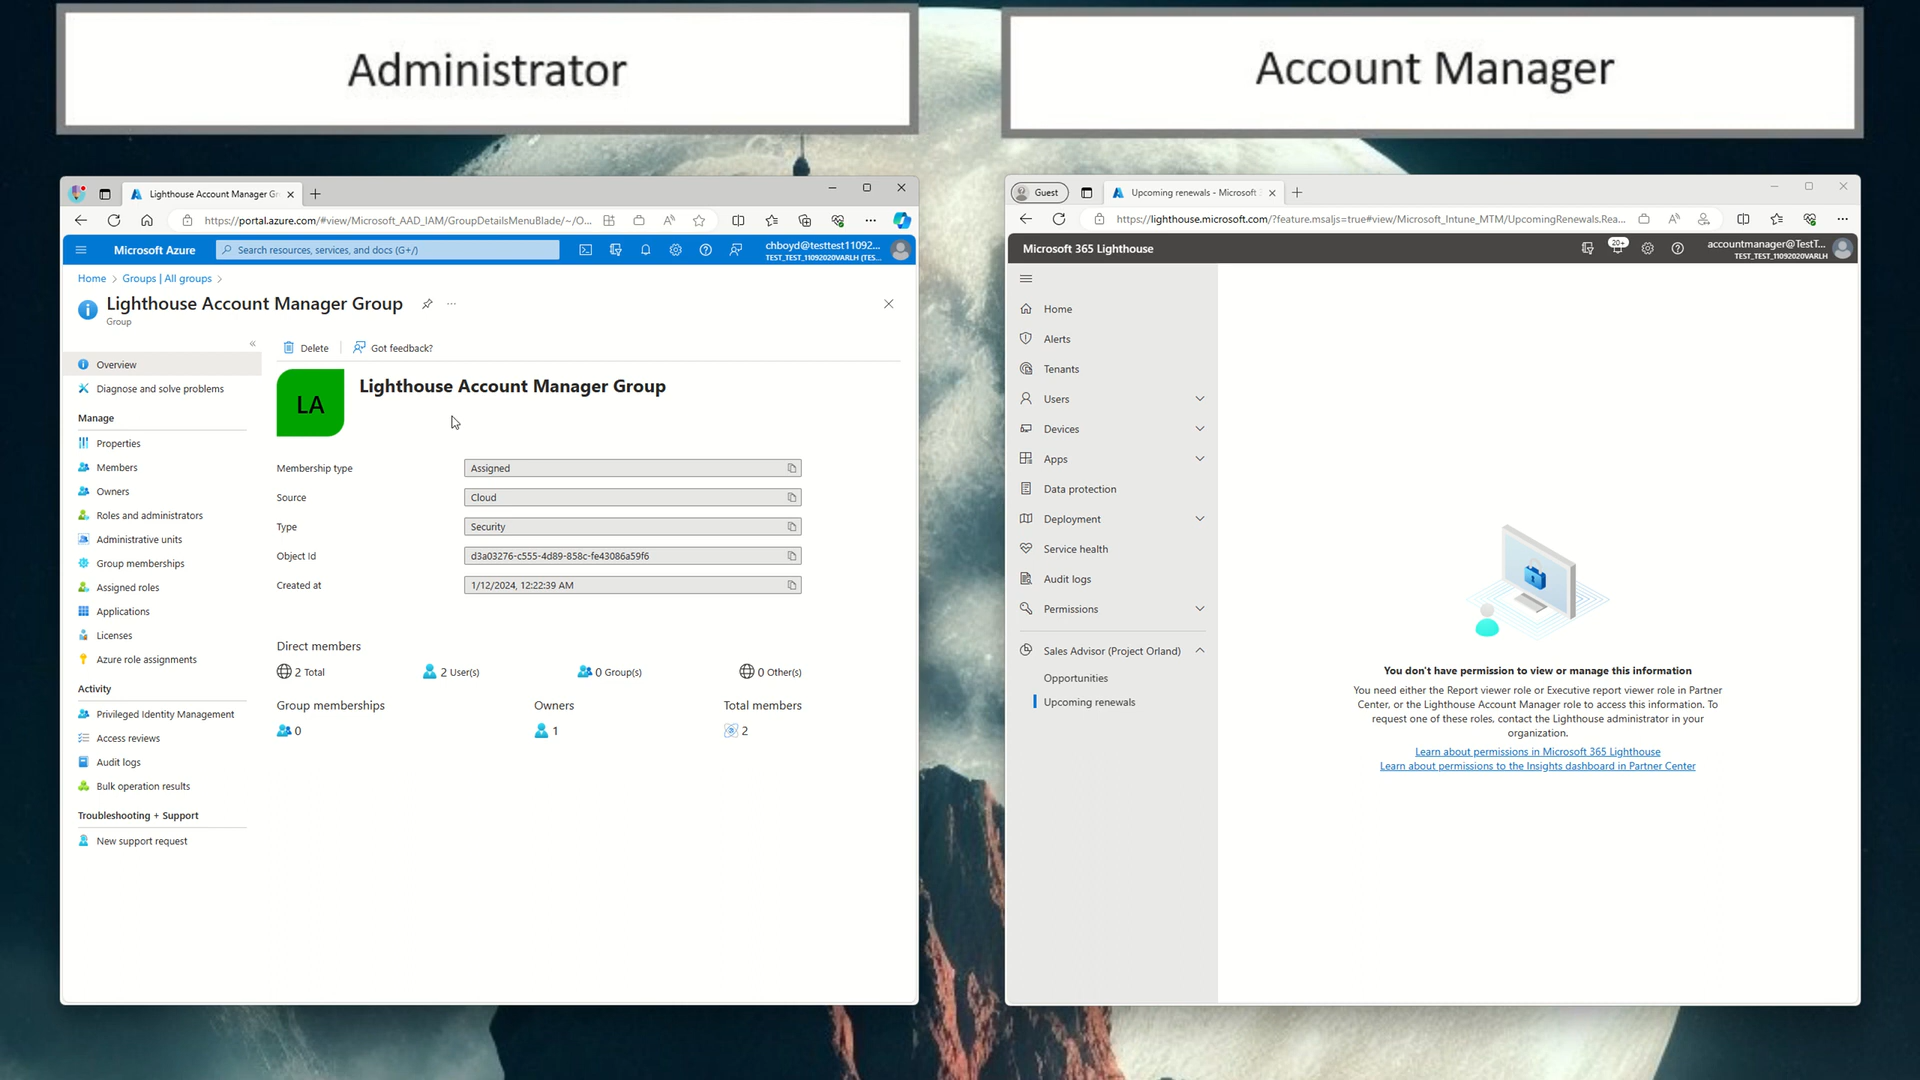 Administrator
Account Manager
Lighthouse Account Manager Gr
https://portal.azure.com/#view/Microsoft_AAD_IAM/GroupDetailsMenuBlade/~/O...
Microsoft Azure
Search resources, services, and docs (G+/)
chboyd@testtest11092...
TEST_TEST_11092020VARLH (TES...
Home > Groups | All groups >
Lighthouse Account Manager Group
Group
Overview
Diagnose and solve problems
Manage
Properties
Members
Owners
Roles and administrators
Administrative units
Group memberships
Assigned roles
Applications
Licenses
Azure role assignments
Activity
Privileged Identity Management
Access reviews
Audit logs
Bulk operation results
Troubleshooting + Support
New support request
Delete
Got feedback?
LA
Lighthouse Account Manager Group
Membership type
Assigned
Source
Cloud
Type
Security
Object Id
d3a03276-c555-4d89-858c-fe43086a59f6
Created at
1/12/2024, 12:22:39 AM
Direct members
2 Total
2 User(s)
0 Group(s)
0 Other(s)
Group memberships
Owners
Total members
0
1
2
Guest
Upcoming renewals - Microsoft
https://lighthouse.microsoft.com/?feature.msaljs=true#view/Microsoft_Intune_MTM/UpcomingRenewals.Rea...
Microsoft 365 Lighthouse
20+
accountmanager@TestT...
TEST_TEST_11092020VARLH
Home
Alerts
Tenants
Users
Devices
Apps
Data protection
Deployment
Service health
Audit logs
Permissions
Sales Advisor (Project Orland)
Opportunities
Upcoming renewals
You don't have permission to view or manage this information
You need either the Report viewer role or Executive report viewer role in Partner
Center, or the Lighthouse Account Manager role to access this information. To
request one of these roles, contact the Lighthouse administrator in your
organization.
Learn about permissions in Microsoft 365 Lighthouse
Learn about permissions to the Insights dashboard in Partner Center